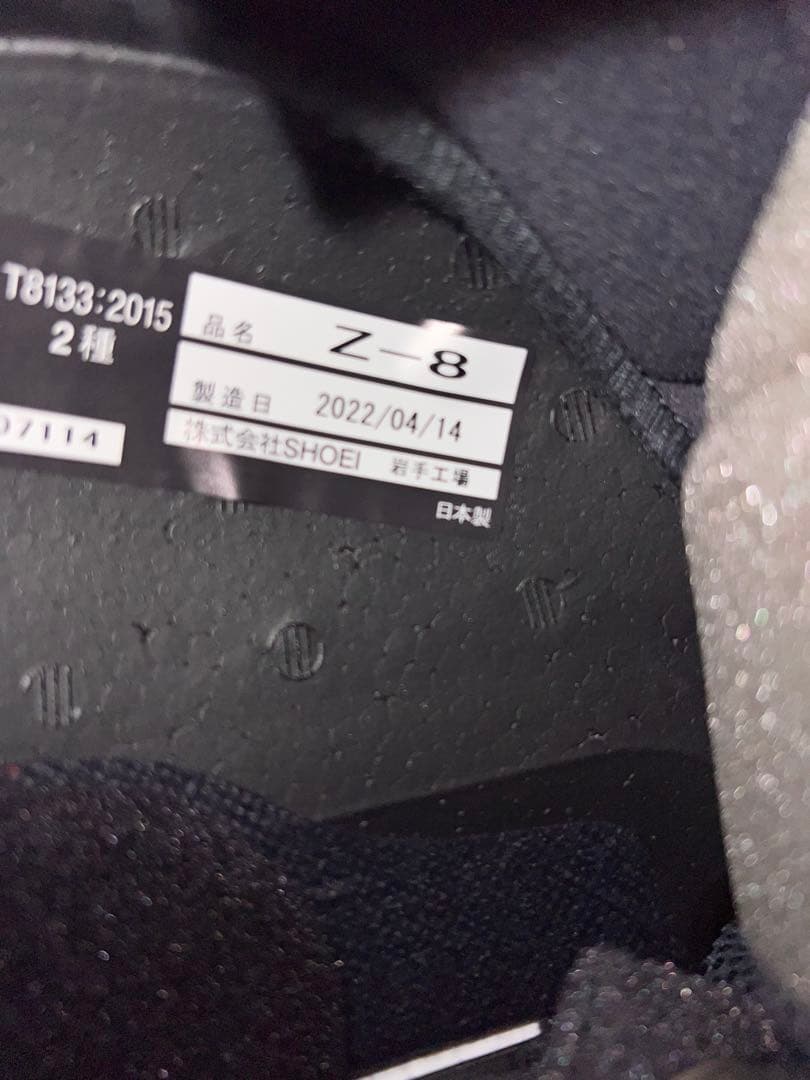 T8133:2015
2種
07114
品名 Z-8
製造日 2022/04/14
株式会社SHOEI 岩手工場
日本製